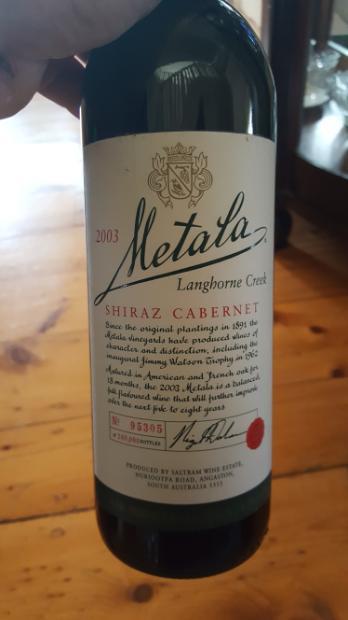 2003
Metala
Langhorne Creek
SHIRAZ CABERNET
Since the original plantings in 1891 the
Metala vineyards have produced wines of
character and distinction, including the
inaugural Jimmy Watson Trophy in 1962
Matured in American and French oak for
18 months, the 2003 Metala is a balanced,
full flavoured wine that will further improve
over the next five to eight years
No 95305
BOTTLES
PRODUCED BY SALTRAM WINE ESTATE,
NURIOOTPA ROAD, ANGASTON,
SOUTH AUSTRALIA 5353